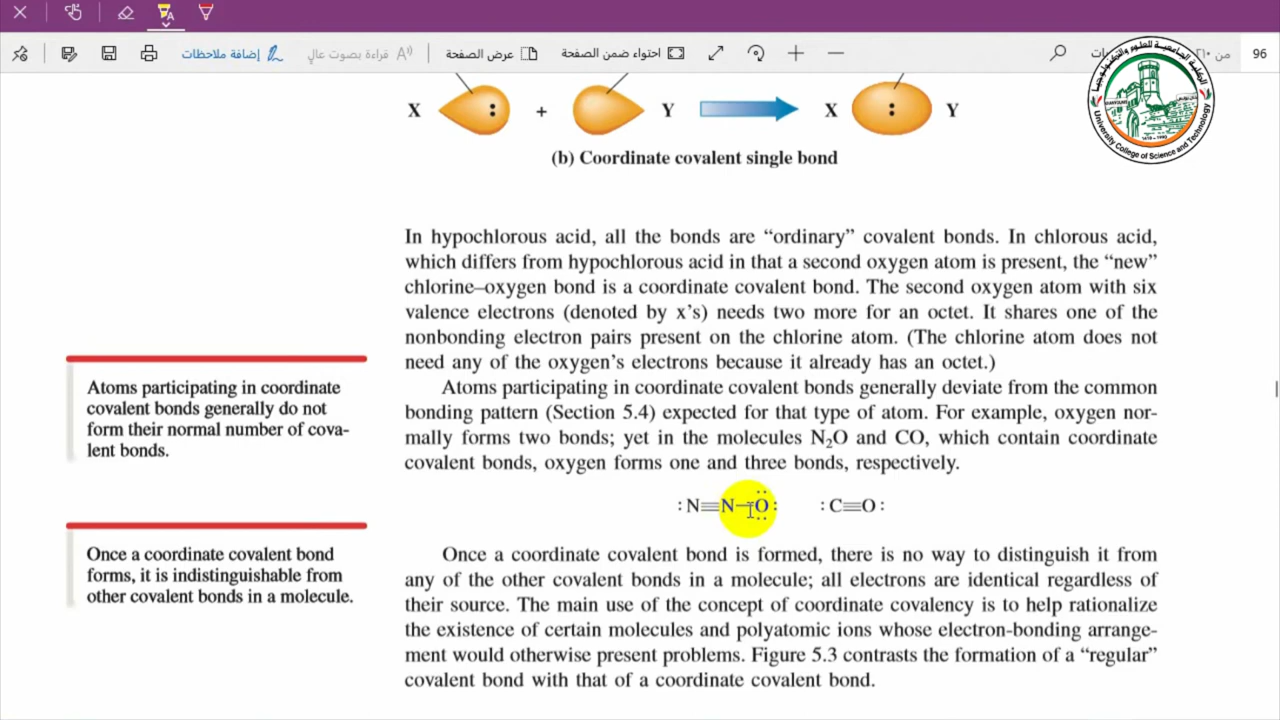 إضافة ملاحظات
قراءة بصوت عالٍ
عرض الصفحة
احتواء ضمن الصفحة
من
96
X
+
Y
X
Y
(b) Coordinate covalent single bond
University College of Science and Technology
In hypochlorous acid, all the bonds are “ordinary” covalent bonds. In chlorous acid,
which differs from hypochlorous acid in that a second oxygen atom is present, the “new”
chlorine–oxygen bond is a coordinate covalent bond. The second oxygen atom with six
valence electrons (denoted by x’s) needs two more for an octet. It shares one of the
nonbonding electron pairs present on the chlorine atom. (The chlorine atom does not
need any of the oxygen’s electrons because it already has an octet.)
Atoms participating in coordinate covalent bonds generally deviate from the common
bonding pattern (Section 5.4) expected for that type of atom. For example, oxygen nor-
mally forms two bonds; yet in the molecules N₂O and CO, which contain coordinate
covalent bonds, oxygen forms one and three bonds, respectively.
:N≡N—O: :C≡O:
Once a coordinate covalent bond is formed, there is no way to distinguish it from
any of the other covalent bonds in a molecule; all electrons are identical regardless of
their source. The main use of the concept of coordinate covalency is to help rationalize
the existence of certain molecules and polyatomic ions whose electron-bonding arrange-
ment would otherwise present problems. Figure 5.3 contrasts the formation of a “regular”
covalent bond with that of a coordinate covalent bond.
Atoms participating in coordinate
covalent bonds generally do not
form their normal number of cova-
lent bonds.
Once a coordinate covalent bond
forms, it is indistinguishable from
other covalent bonds in a molecule.